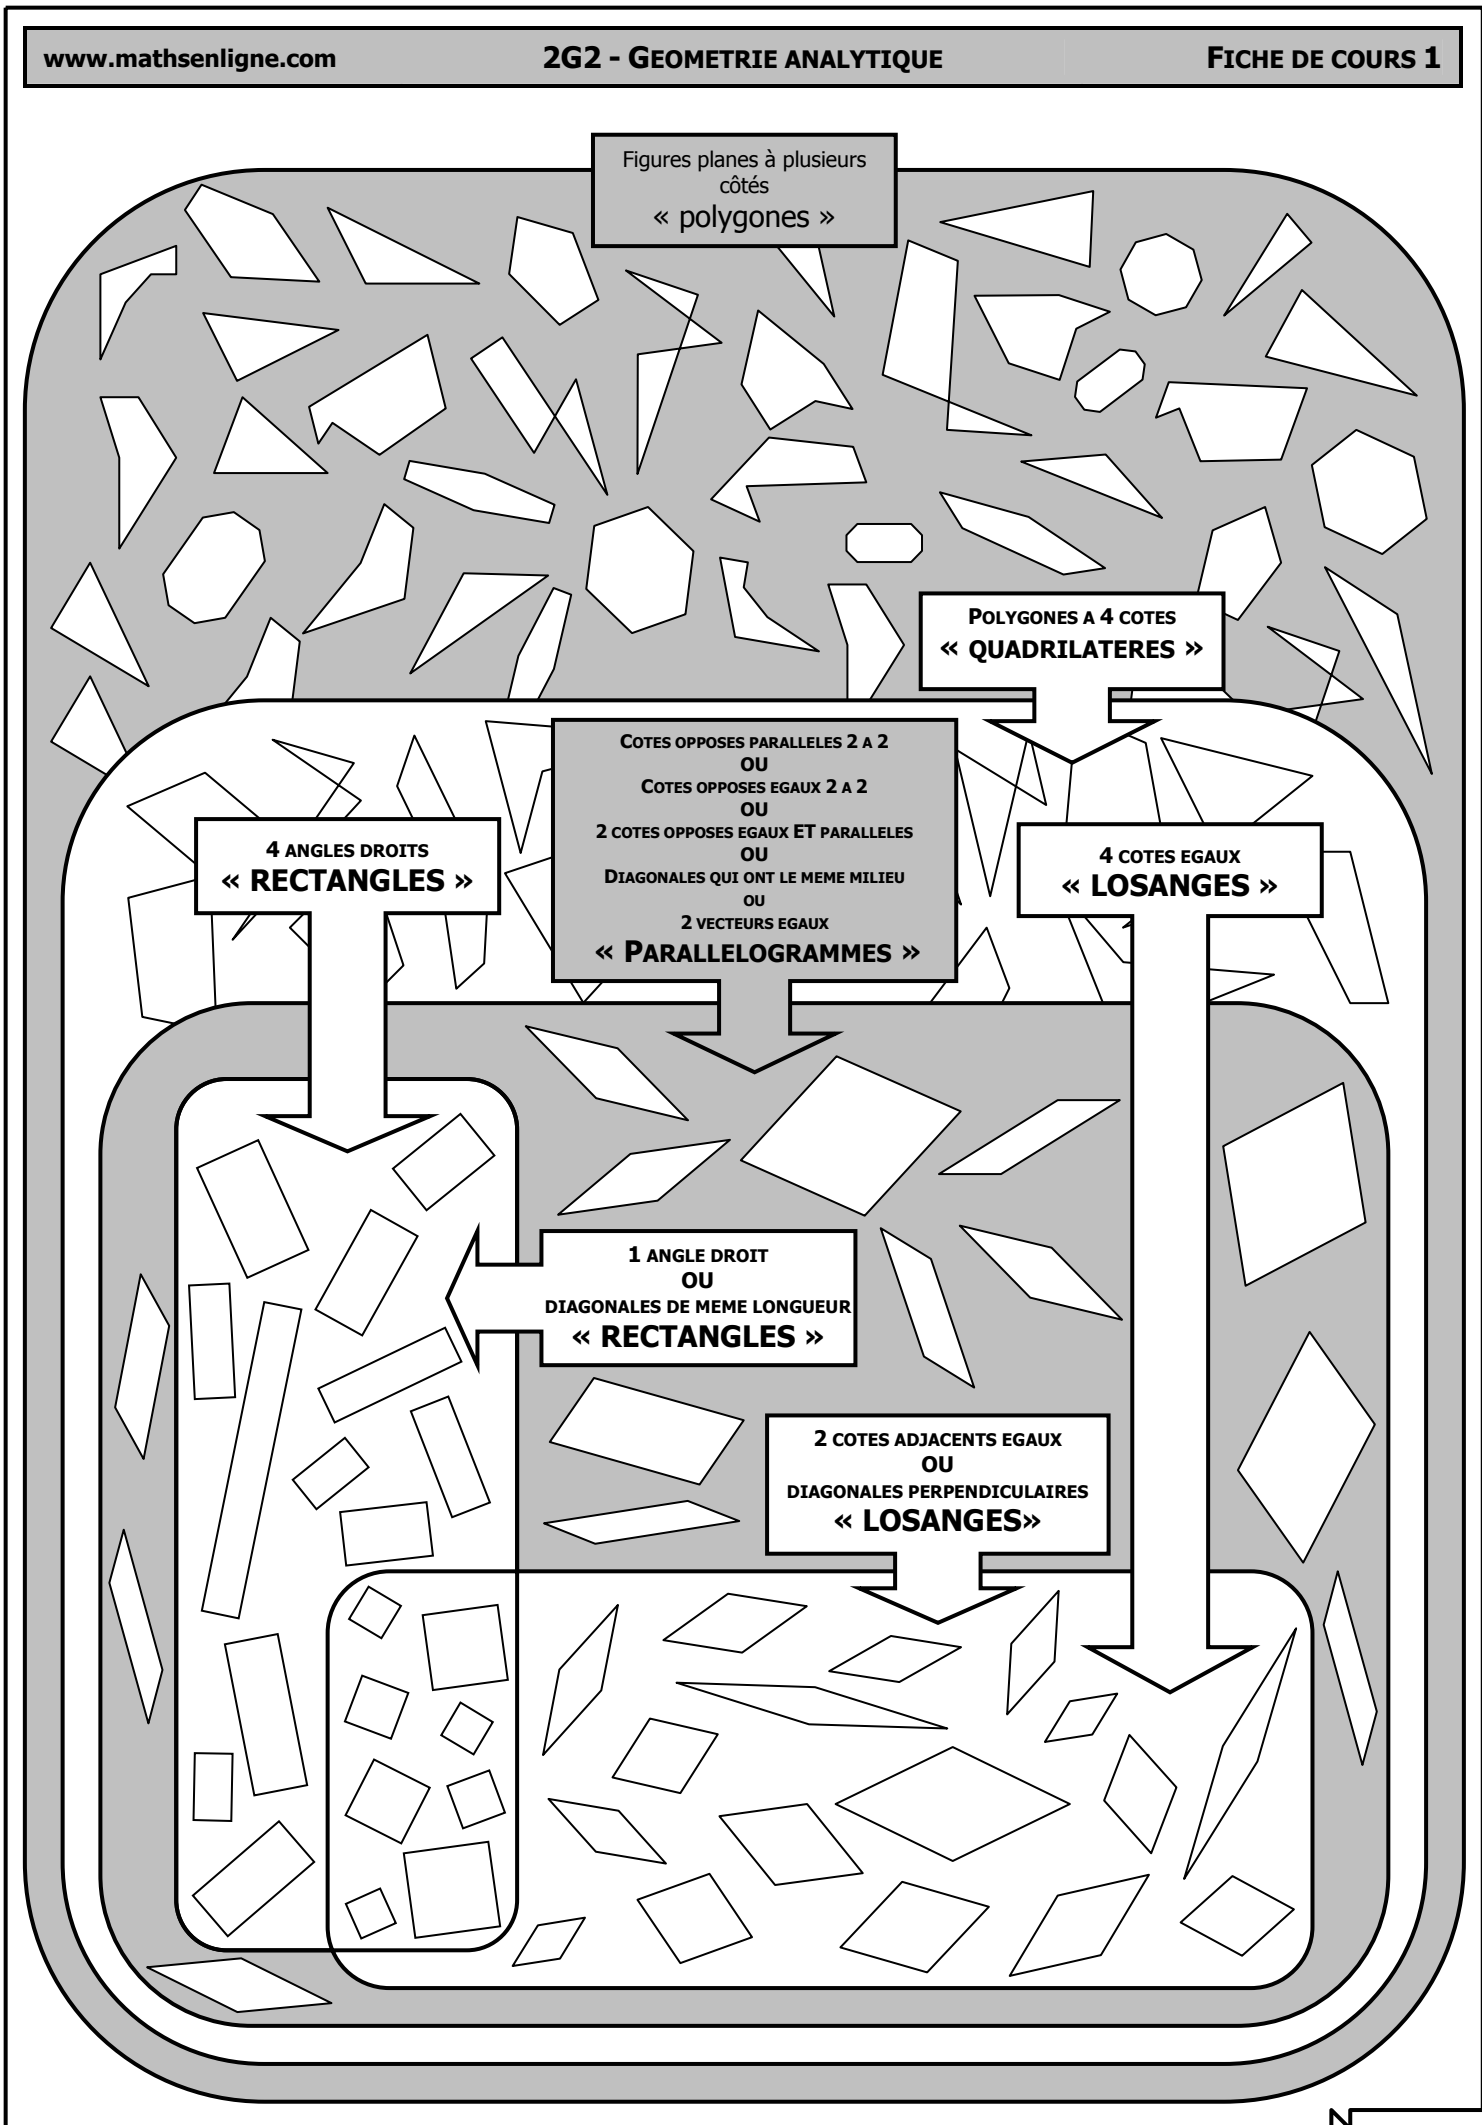 www.mathsenligne.com 2G2 - GEOMETRIE ANALYTIQUE FICHE DE COURS 1
Figures planes à plusieurs
côtés
« polygones »
POLYGONES A 4 COTES
« QUADRILATERES »
COTES OPPOSES PARALLELES 2 A 2
OU
COTES OPPOSES EGAUX 2 A 2
OU
2 COTES OPPOSES EGAUX ET PARALLELES
OU
DIAGONALES QUI ONT LE MEME MILIEU
OU
2 VECTEURS EGAUX
« PARALLELOGRAMMES »
4 ANGLES DROITS
« RECTANGLES »
4 COTES EGAUX
« LOSANGES »
1 ANGLE DROIT
OU
DIAGONALES DE MEME LONGUEUR
« RECTANGLES »
2 COTES ADJACENTS EGAUX
OU
DIAGONALES PERPENDICULAIRES
« LOSANGES»